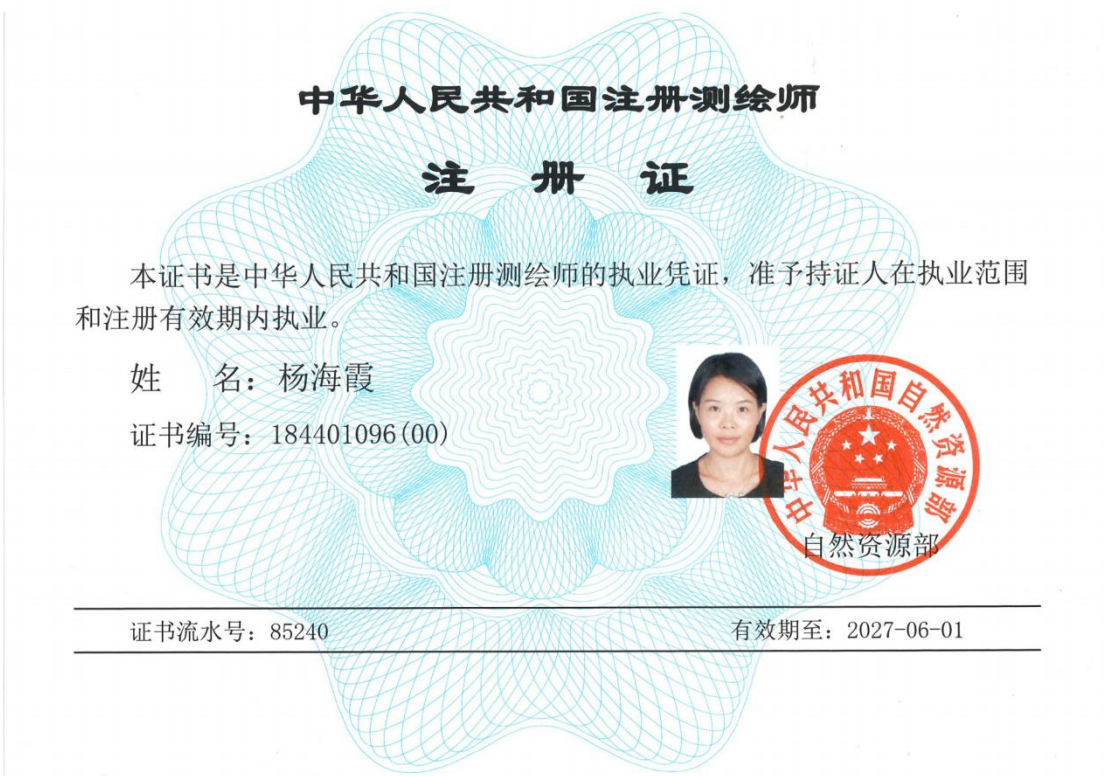 中华人民共和国注册测绘师
注 册 证
本证书是中华人民共和国注册测绘师的执业凭证，准予持证人在执业范围
和注册有效期内执业。
姓 名：杨海霞
证书编号：184401096(00)
中华人民共和国自然资源部
自然资源部
证书流水号：85240 有效期至：2027-06-01